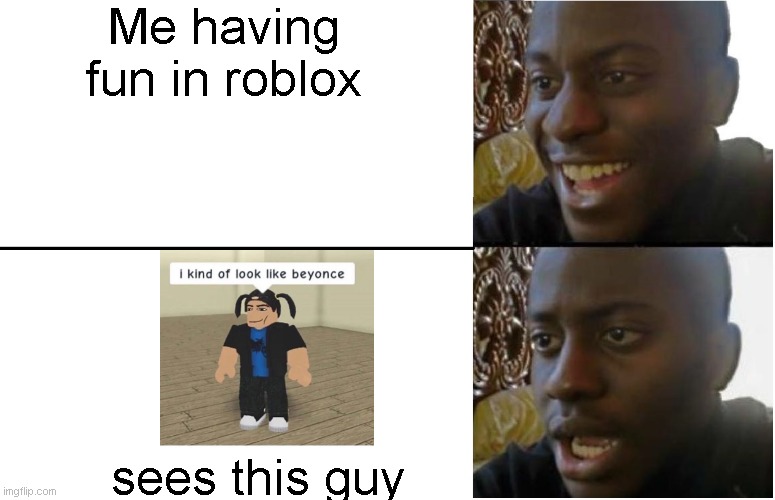 Me having
fun in roblox
i kind of look like beyonce
sees this guy
imgflip.com